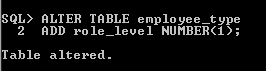 SQL> ALTER TABLE employee_type
2 ADD role_level NUMBER(1);
Table altered.